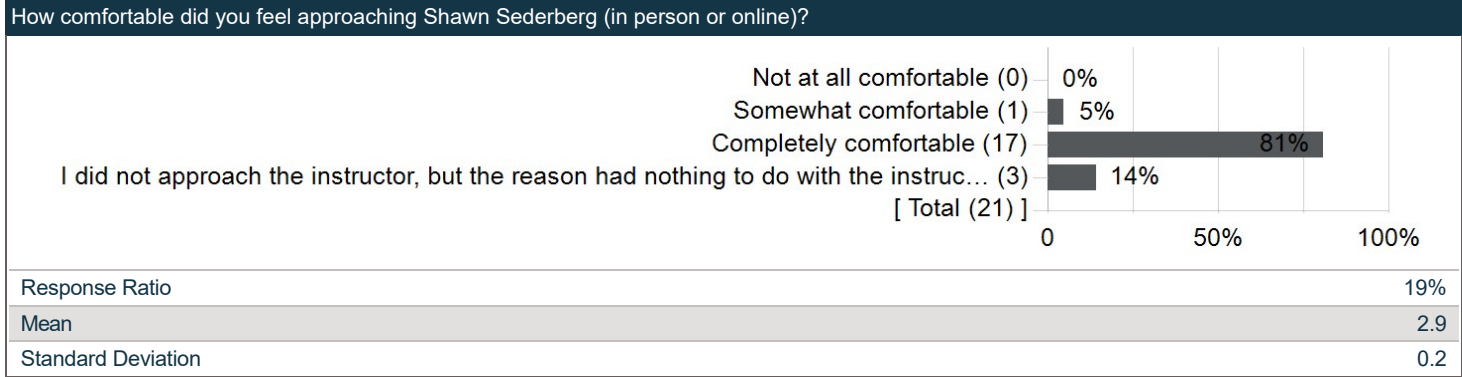 How comfortable did you feel approaching Shawn Sederberg (in person or online)?
Not at all comfortable (0) 0%
Somewhat comfortable (1) 5%
Completely comfortable (17) 81%
I did not approach the instructor, but the reason had nothing to do with the instruc... (3) 14%
[ Total (21) ]
0 50% 100%
Response Ratio 19%
Mean 2.9
Standard Deviation 0.2